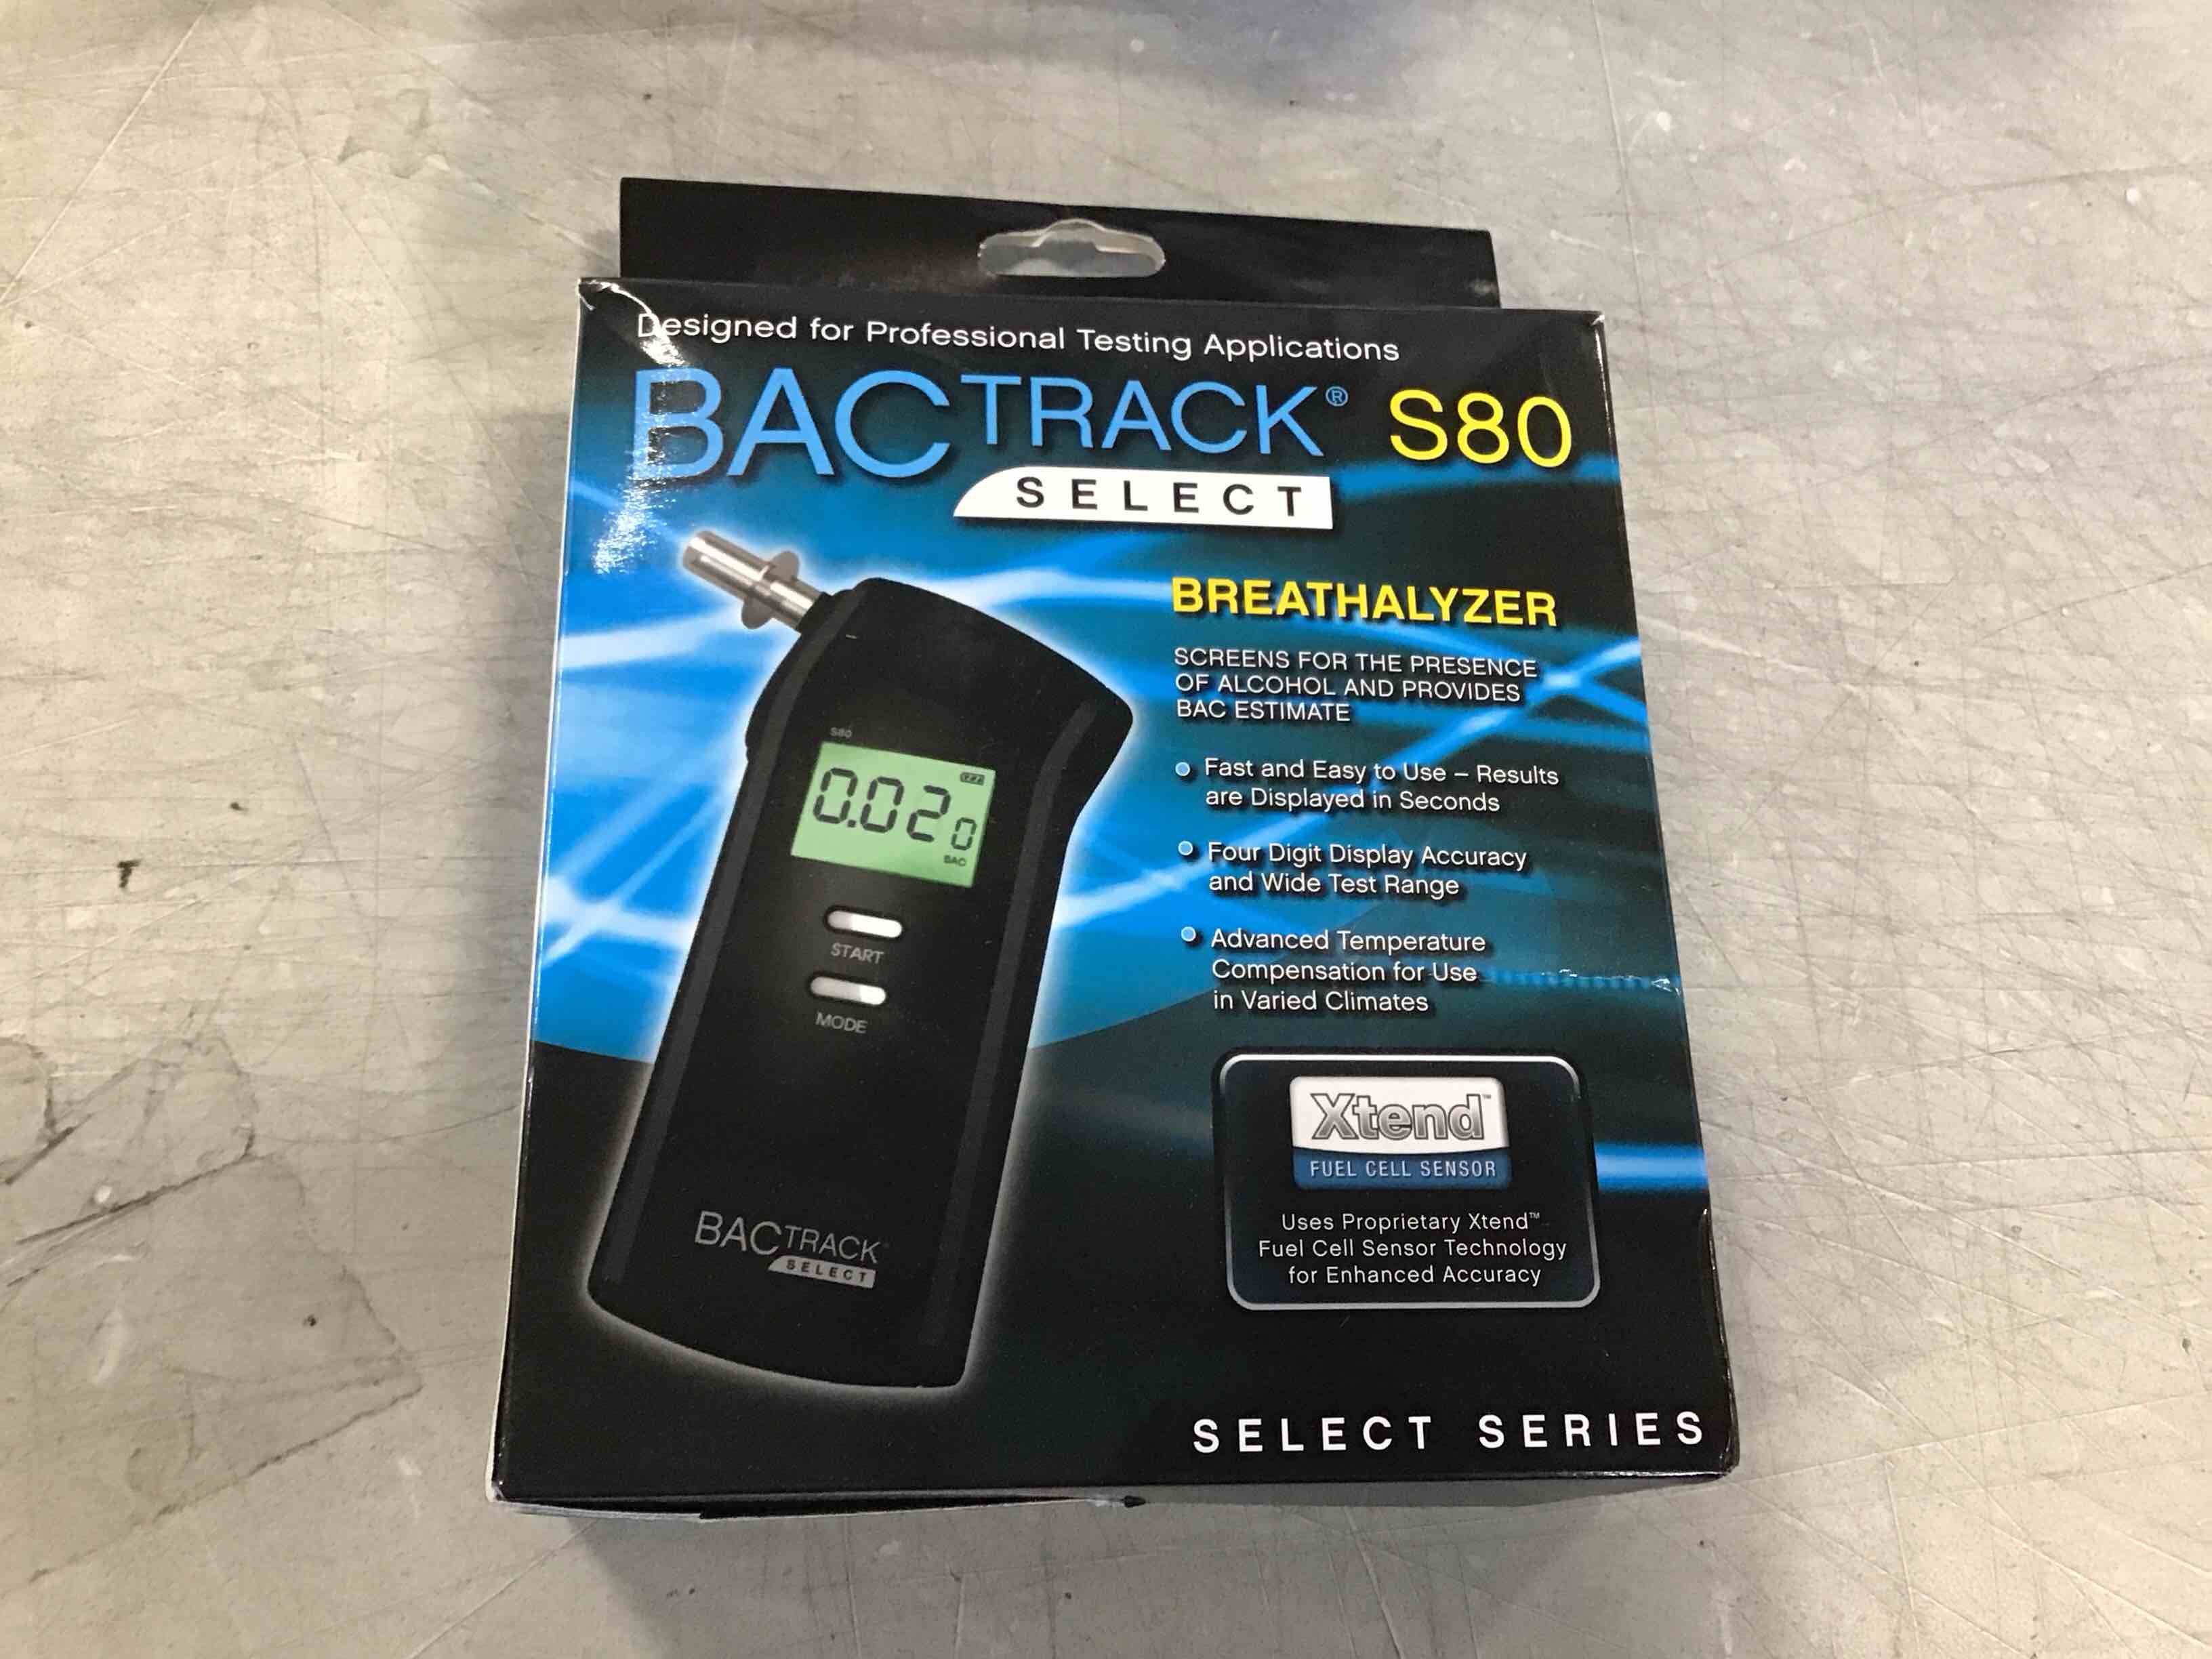 Designed for Professional Testing Applications
BACTRACK® S80
SELECT
BREATHALYZER
SCREENS FOR THE PRESENCE
OF ALCOHOL AND PROVIDES
BAC ESTIMATE
Fast and Easy to Use – Results
are Displayed in Seconds
Four Digit Display Accuracy
and Wide Test Range
Advanced Temperature
Compensation for Use
in Varied Climates
S80
0.020
BAC
START
MODE
BACTRACK
SELECT
Xtend™
FUEL CELL SENSOR
Uses Proprietary Xtend™
Fuel Cell Sensor Technology
for Enhanced Accuracy
SELECT SERIES